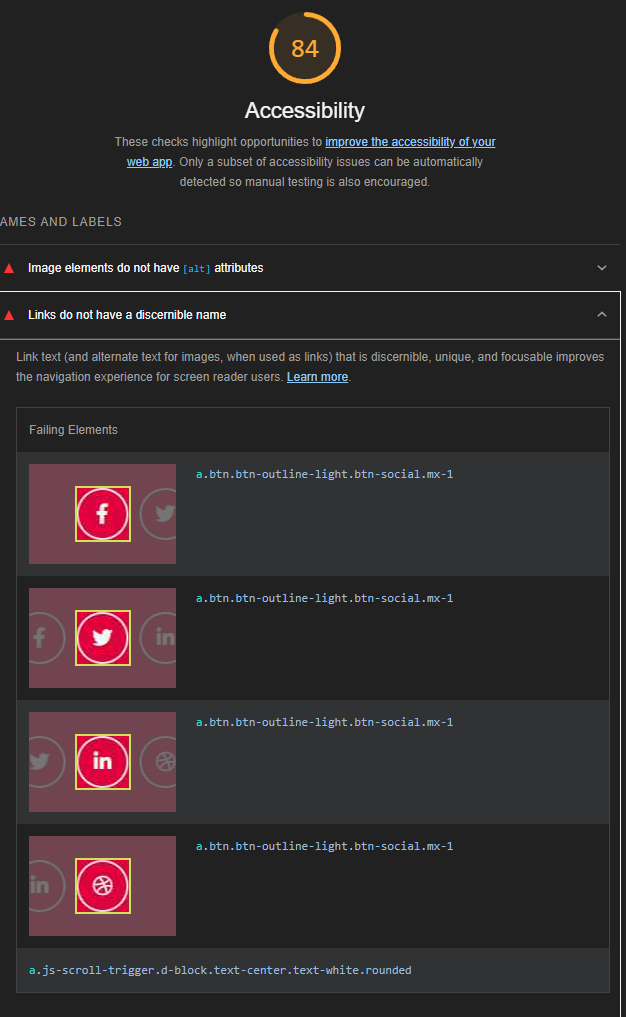 84
Accessibility
These checks highlight opportunities to improve the accessibility of your
web app. Only a subset of accessibility issues can be automatically
detected so manual testing is also encouraged.
AMES AND LABELS
Image elements do not have [alt] attributes
Links do not have a discernible name
Link text (and alternate text for images, when used as links) that is discernible, unique, and focusable improves
the navigation experience for screen reader users. Learn more.
Failing Elements
a.btn.btn-outline-light.btn-social.mx-1
a.btn.btn-outline-light.btn-social.mx-1
in
a.btn.btn-outline-light.btn-social.mx-1
in
a.btn.btn-outline-light.btn-social.mx-1
in
a.js-scroll-trigger.d-block.text-center.text-white.rounded